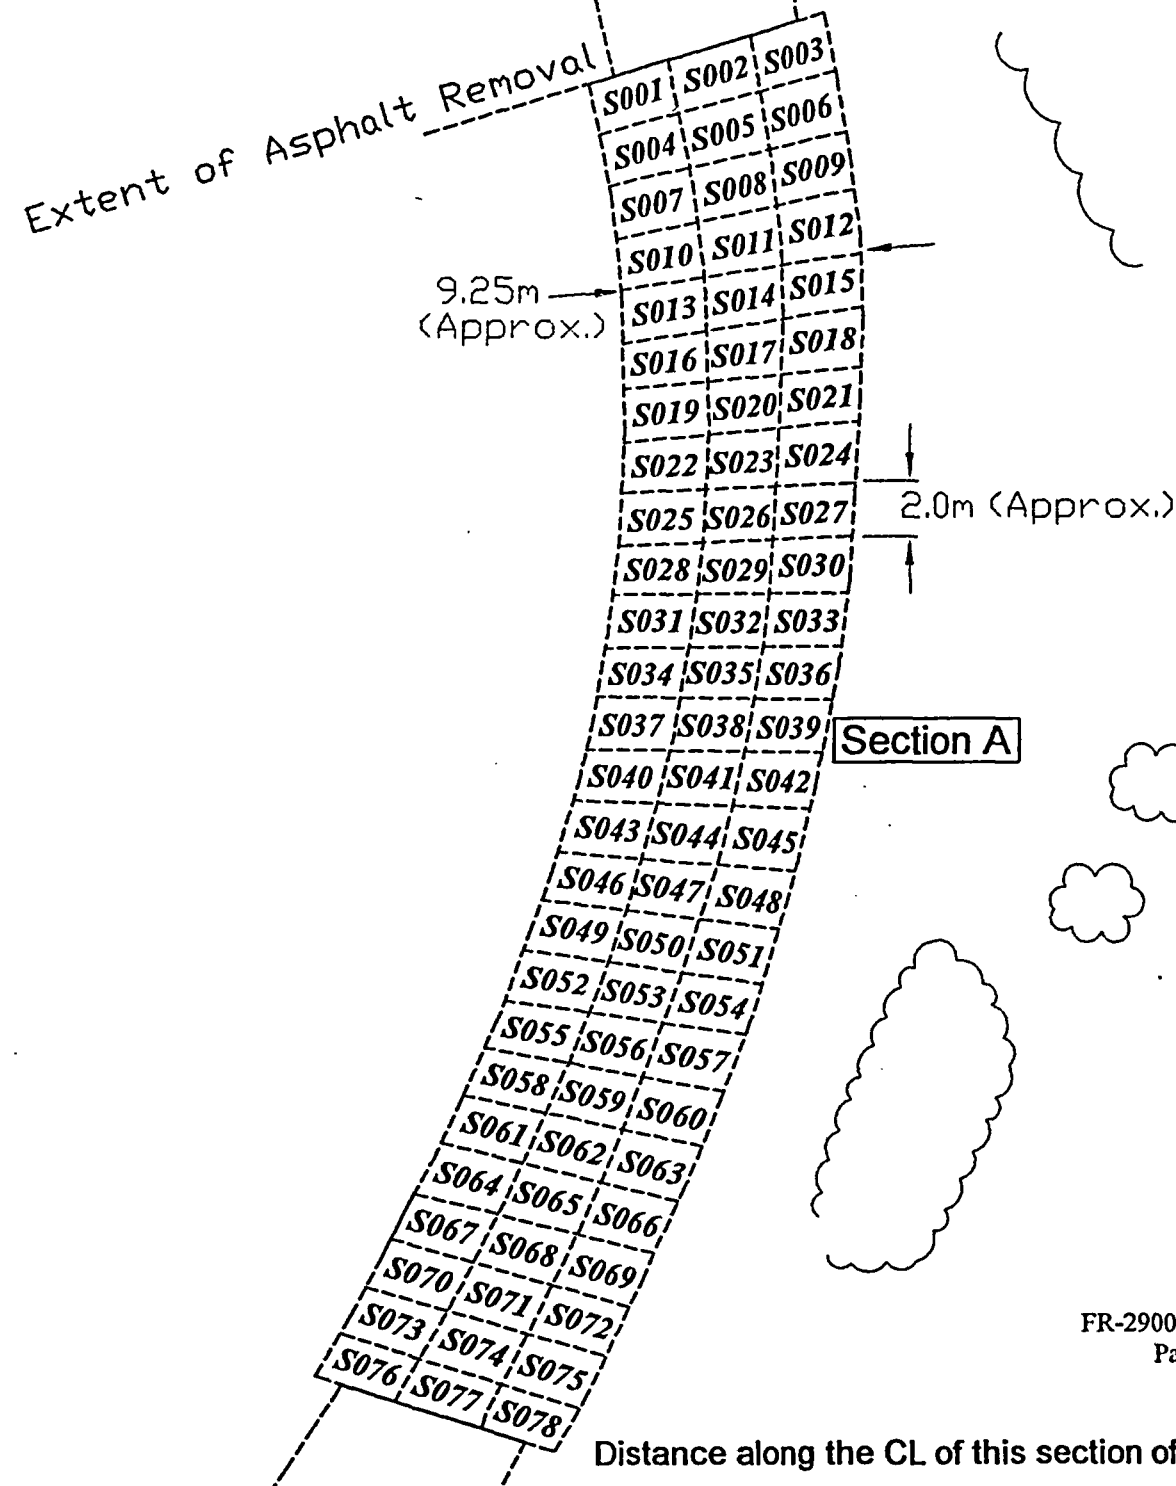 Extent of Asphalt Removal
S001 S002 S003
S004 S005 S006
S007 S008 S009
S010 S011 S012
9.25m
(Approx.)
S013 S014 S015
S016 S017 S018
S019 S020 S021
S022 S023 S024
S025 S026 S027
2.0m (Approx.)
S028 S029 S030
S031 S032 S033
S034 S035 S036
S037 S038 S039
Section A
S040 S041 S042
S043 S044 S045
S046 S047 S048
S049 S050 S051
S052 S053 S054
S055 S056 S057
S058 S059 S060
S061 S062 S063
S064 S065 S066
S067 S068 S069
S070 S071 S072
S073 S074 S075
S076 S077 S078
FR-2900
Pa
Distance along the CL of this section of